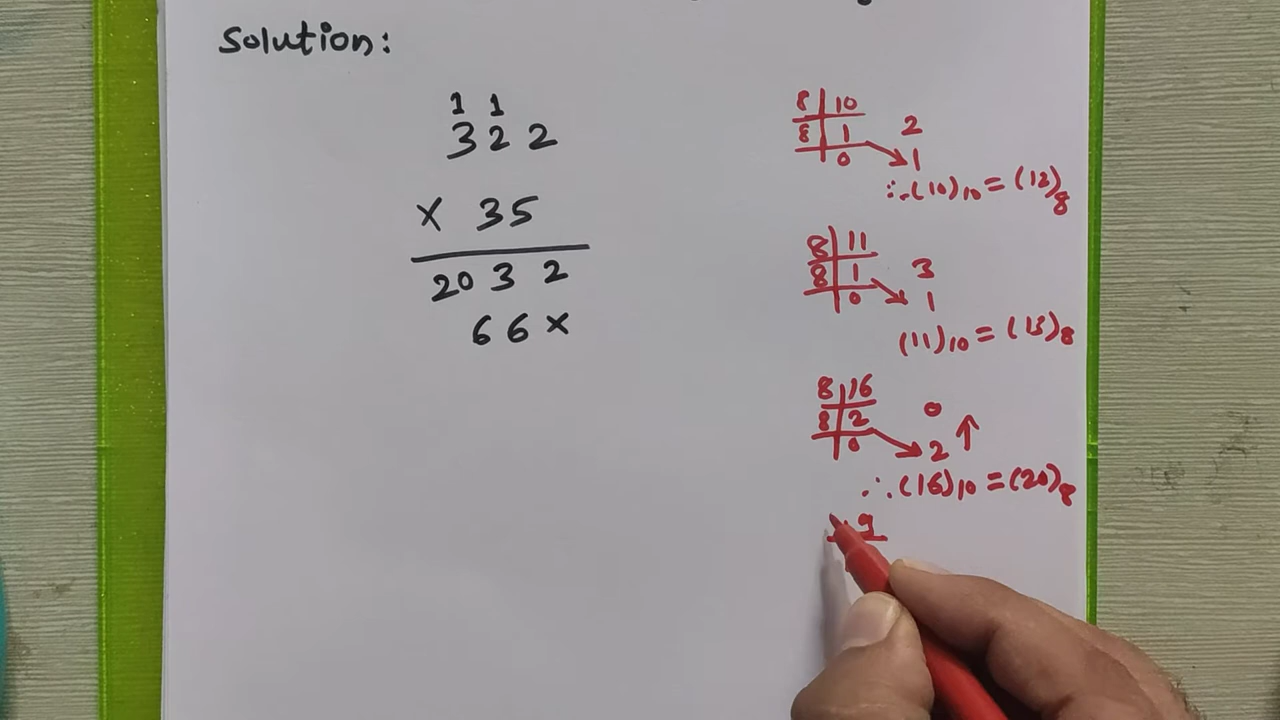 Solution:
1 1
3 2 2
× 3 5
20 3 2
6 6 ×
8 | 10
8 | 1 2
0 1
∴ (10)₁₀ = (12)₈
8 | 11
8 | 1 3
0 1
(11)₁₀ = (13)₈
8 | 16
8 | 2 0
0 2 ↑
∴ (16)₁₀ = (20)₈
9